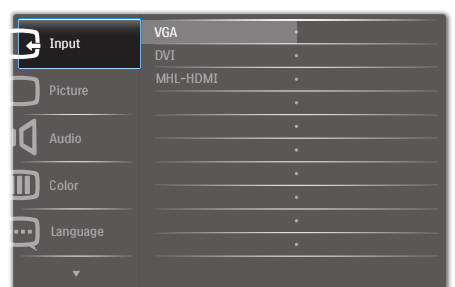 Input
Picture
Audio
Color
Language
VGA
DVI
MHL-HDMI